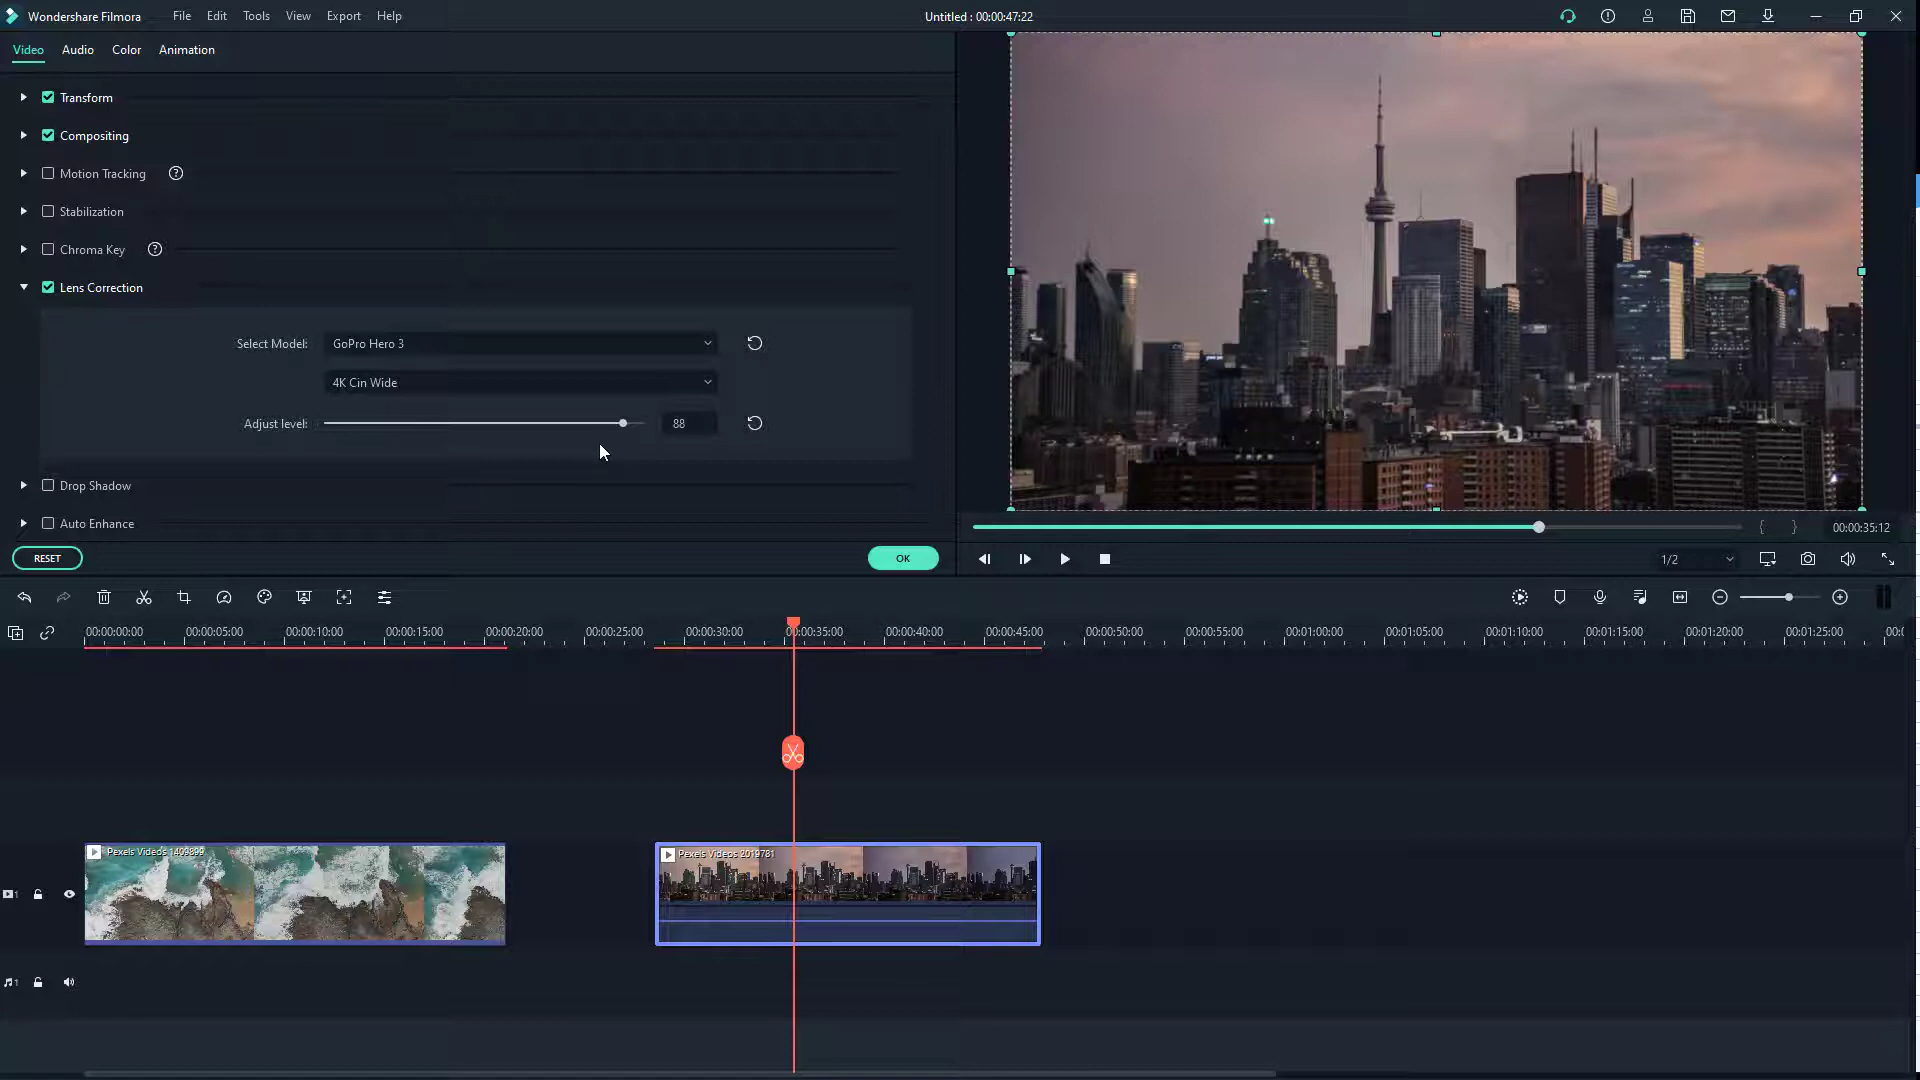 Wondershare Filmora File Edit Tools View Export Help Untitled : 00:00:47:22
Video Audio Color Animation
Transform
Compositing
Motion Tracking ?
Stabilization
Chroma Key ?
Lens Correction
Select Model: GoPro Hero 3
4K Cin Wide
Adjust level: 88
Drop Shadow
Auto Enhance
RESET OK
{ } 00:00:35:12
1/2
00:00:00:00 00:00:05:00 00:00:10:00 00:00:15:00 00:00:20:00 00:00:25:00 00:00:30:00 00:00:35:00 00:00:40:00 00:00:45:00 00:00:50:00 00:00:55:00 00:01:00:00 00:01:05:00 00:01:10:00 00:01:15:00 00:01:20:00 00:01:25:00 00:0
Pexels Videos 1409899 Pexels Videos 2019781
1
1